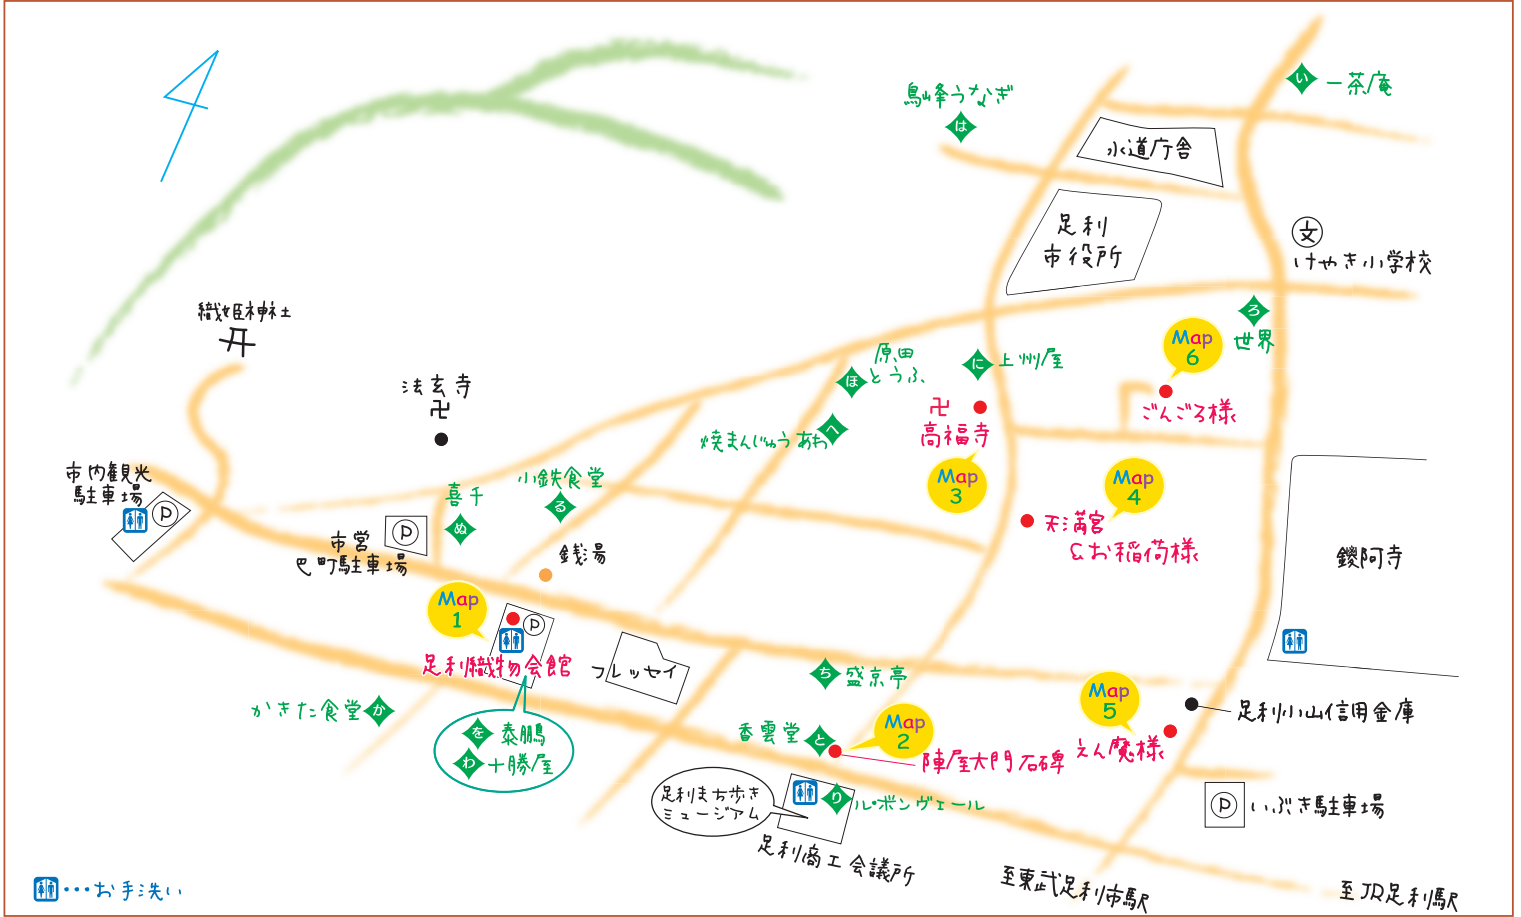 い 一茶庵
鳥峰うなぎ
は
水道庁舎
足利
市役所
文
けやき小学校
織姫神社
ろ
世界
Map
6
ごんごろ様
法玄寺
卍
原田
とうふ
ほ
に 上州屋
卍
高福寺
焼まんじゅう あわ
へ
Map
3
Map
4
天満宮
&お稲荷様
市内観光
駐車場
P
小鉄食堂
る
喜千
ぬ
市営
巴町駐車場
P
銭湯
鑁阿寺
Map
1
P
足利織物会館
フレッセイ
ち 盛京亭
かきた食堂 か
を 泰鵬
わ 十勝屋
香雲堂 と
Map
2
陣屋大門石碑
Map
5
えん魔様
足利小山信用金庫
足利まち歩き
ミュージアム
り ル・ボンヴェール
足利商工会議所
P いぶき駐車場
至東武足利市駅
至JR足利駅
・・・お手洗い